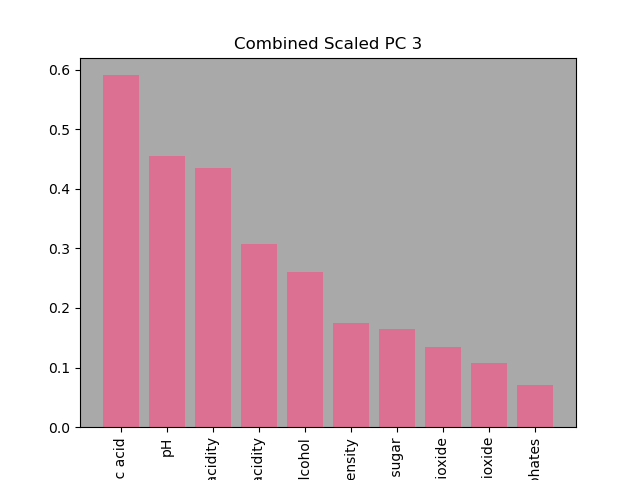 Combined Scaled PC 3
0.6
0.5
0.4
0.3
0.2
0.1
0.0
c acid
pH
acidity
acidity
lcohol
ensity
sugar
ioxide
ioxide
phates